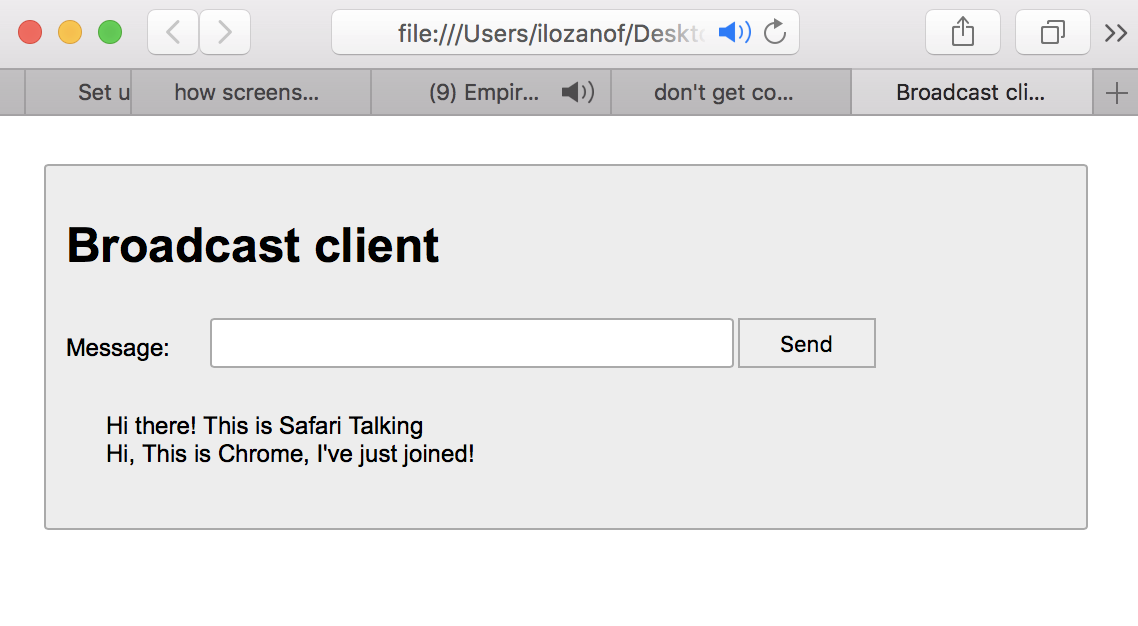 file:///Users/ilozanof/Deskto
Set u
how screens...
(9) Empir...
don't get co...
Broadcast cli...
Broadcast client
Message:
Send
Hi there! This is Safari Talking
Hi, This is Chrome, I've just joined!